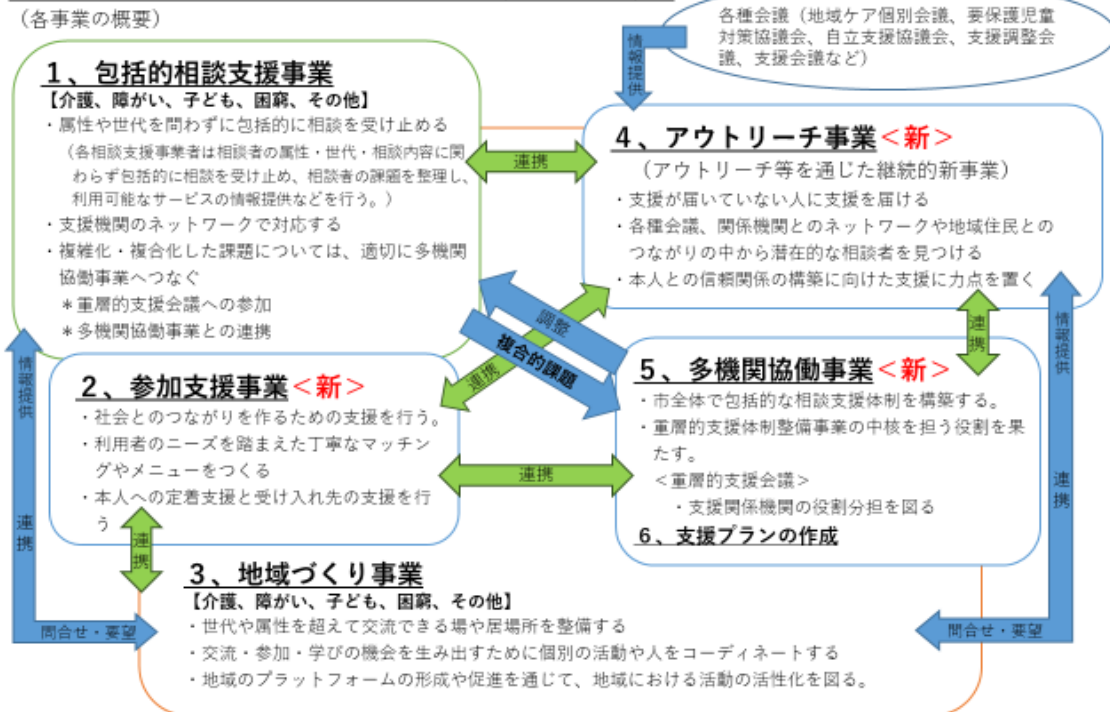 （各事業の概要）
各種会議（地域ケア個別会議、要保護児童
対策協議会、自立支援協議会、支援調整会
議、支援会議など）
情報提供
１、包括的相談支援事業
【介護、障がい、子ども、困窮、その他】
・属性や世代を問わずに包括的に相談を受け止める
（各相談支援事業者は相談者の属性・世代・相談内容に関
わらず包括的に相談を受け止め、相談者の課題を整理し、
利用可能なサービスの情報提供などを行う。）
・支援機関のネットワークで対応する
・複雑化・複合化した課題については、適切に多機関
協働事業へつなぐ
＊重層的支援会議への参加
＊多機関協働事業との連携
連携
４、アウトリーチ事業＜新＞
（アウトリーチ等を通じた継続的新事業）
・支援が届いていない人に支援を届ける
・各種会議、関係機関とのネットワークや地域住民との
つながりの中から潜在的な相談者を見つける
・本人との信頼関係の構築に向けた支援に力点を置く
調整
複合的課題
連携
連携
情報提供
連携
情報提供
連携
２、参加支援事業＜新＞
・社会とのつながりを作るための支援を行う。
・利用者のニーズを踏まえた丁寧なマッチン
グやメニューをつくる
・本人への定着支援と受け入れ先の支援を行
う
連携
５、多機関協働事業＜新＞
・市全体で包括的な相談支援体制を構築する。
・重層的支援体制整備事業の中核を担う役割を果
たす。
＜重層的支援会議＞
・支援関係機関の役割分担を図る
６、支援プランの作成
連携
３、地域づくり事業
【介護、障がい、子ども、困窮、その他】
・世代や属性を超えて交流できる場や居場所を整備する
・交流・参加・学びの機会を生み出すために個別の活動や人をコーディネートする
・地域のプラットフォームの形成や促進を通じて、地域における活動の活性化を図る。
問合せ・要望
問合せ・要望